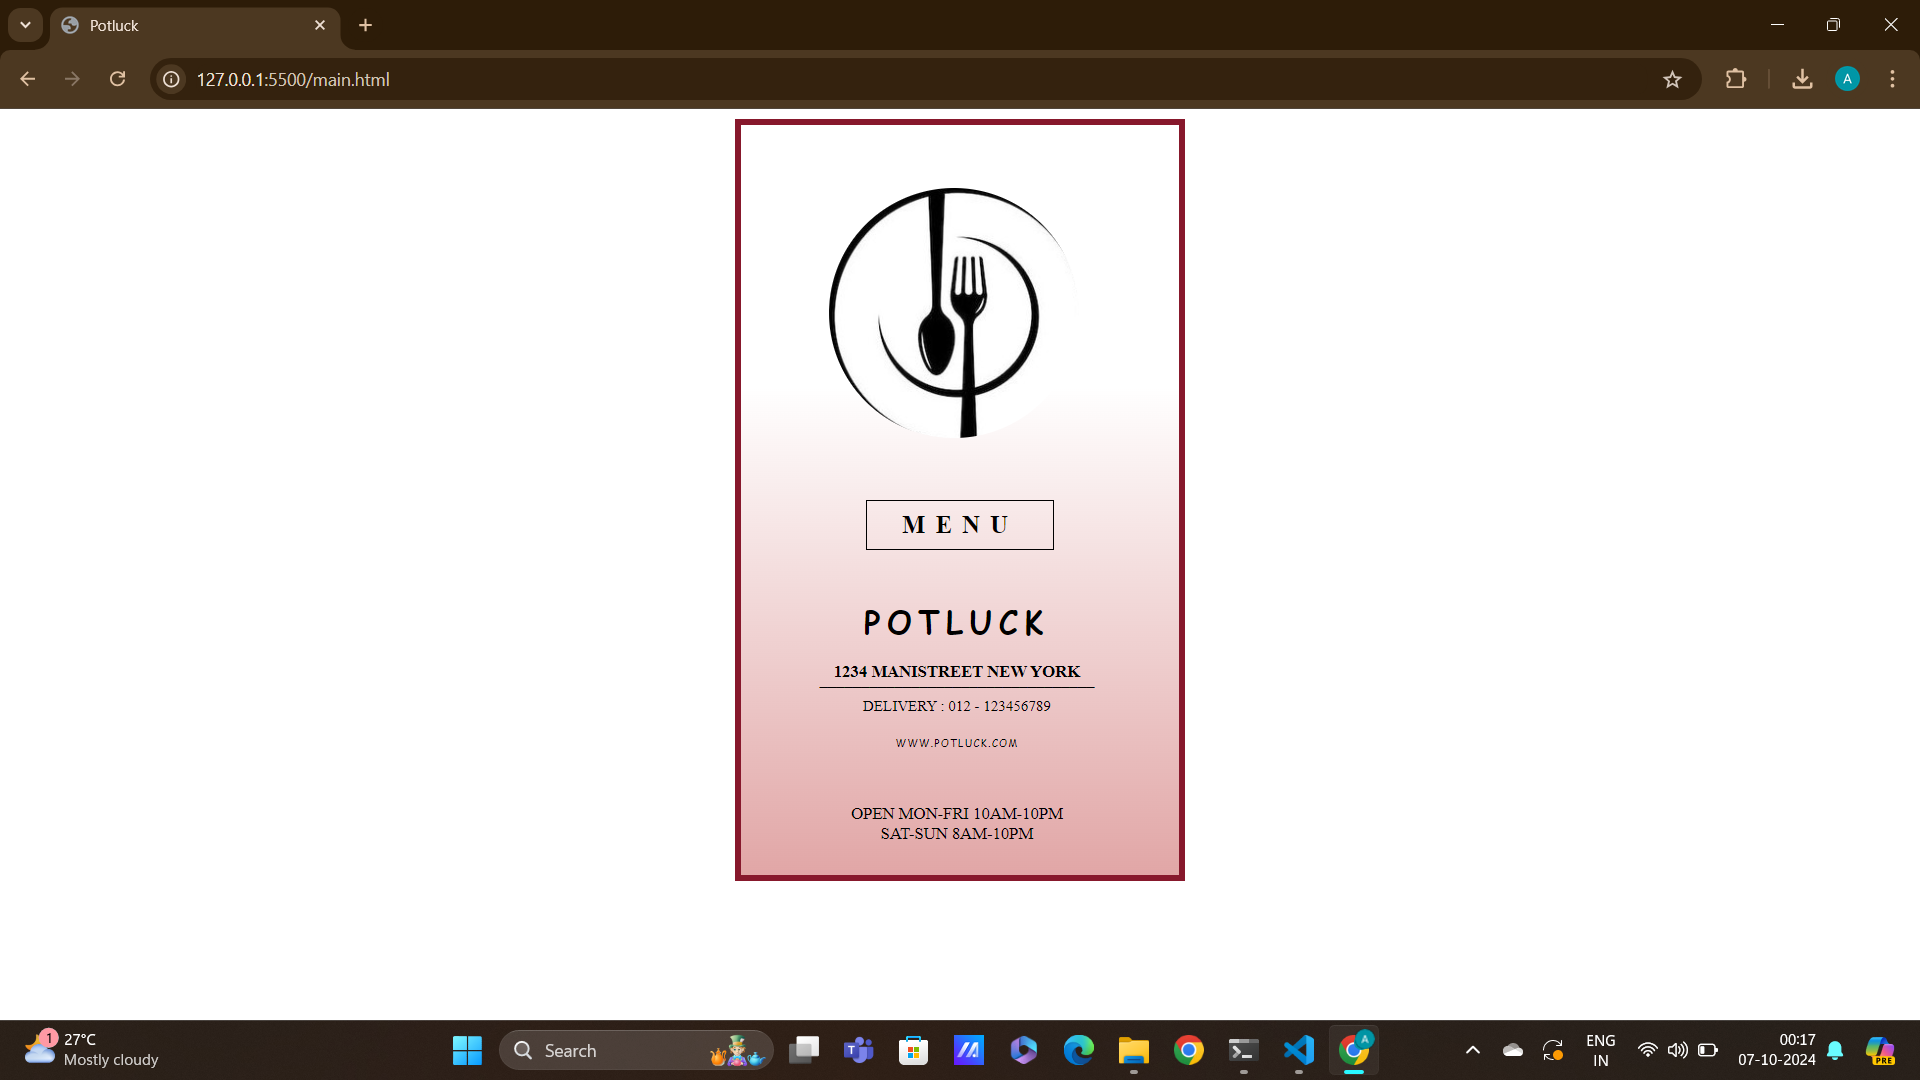 Potluck
127.0.0.1:5500/main.html
A
MENU
POTLUCK
1234 MANISTREET NEW YORK
DELIVERY : 012 - 123456789
WWW.POTLUCK.COM
OPEN MON-FRI 10AM-10PM
SAT-SUN 8AM-10PM
1
27°C
Mostly cloudy
Search
T
A
ENG
IN
00:17
07-10-2024
PRE